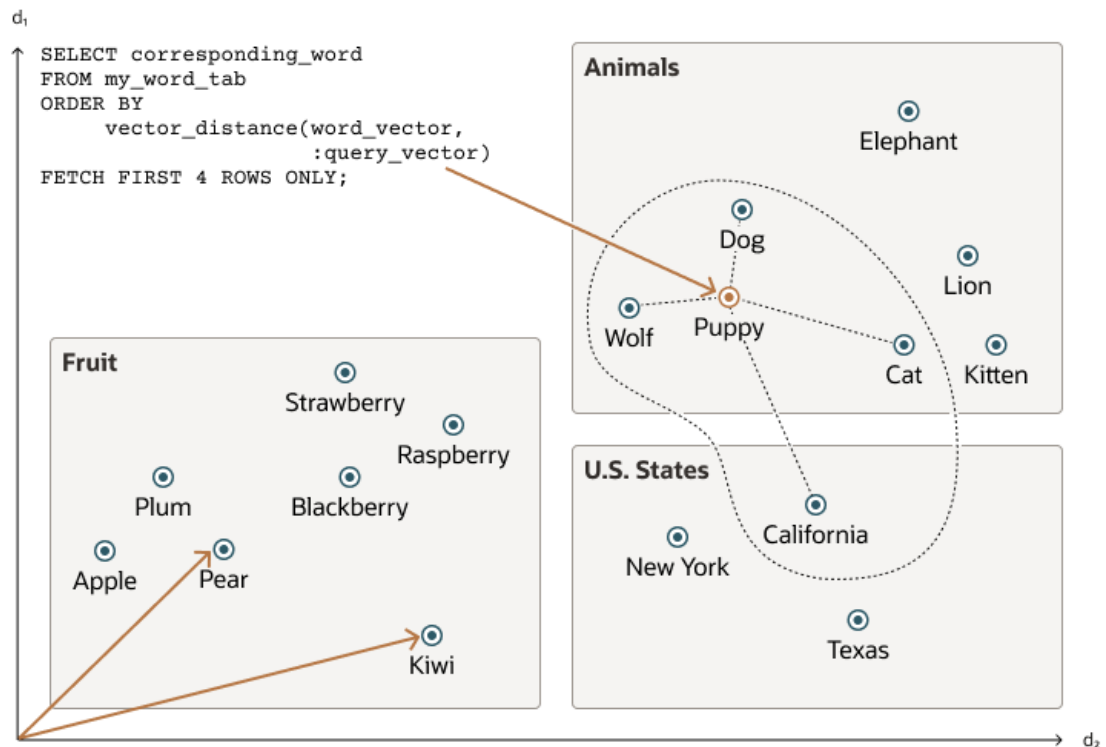 d₁
SELECT corresponding_word
FROM my_word_tab
ORDER BY
vector_distance(word_vector,
:query_vector)
FETCH FIRST 4 ROWS ONLY;
Animals
Elephant
Dog
Lion
Wolf
Puppy
Cat
Kitten
Fruit
Strawberry
Raspberry
Plum
Blackberry
Apple
Pear
Kiwi
U.S. States
California
New York
Texas
d₂